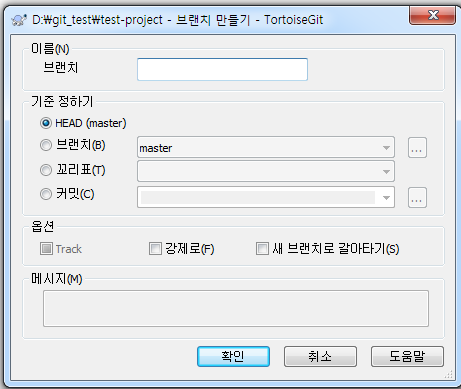 D:₩git_test₩test-project - 브랜치 만들기 - TortoiseGit
이름(N)
브랜치
기준 정하기
HEAD (master)
브랜치(B) master ...
꼬리표(T)
커밋(C) ...
옵션
Track 강제로(F) 새 브랜치로 갈아타기(S)
메시지(M)
확인 취소 도움말